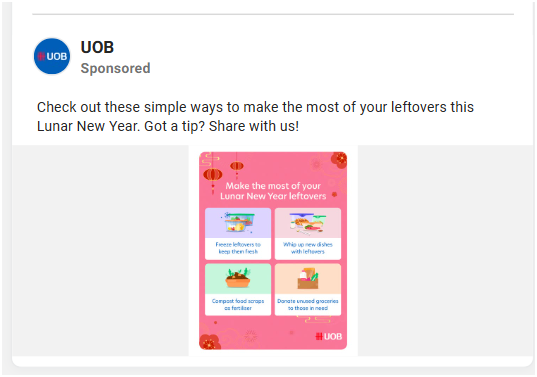 UOB
UOB
Sponsored
Check out these simple ways to make the most of your leftovers this
Lunar New Year. Got a tip? Share with us!
Make the most of your
Lunar New Year leftovers
Freeze leftovers to
keep them fresh
Whip up new dishes
with leftovers
Compost food scraps
as fertiliser
Donate unused groceries
to those in need
UOB